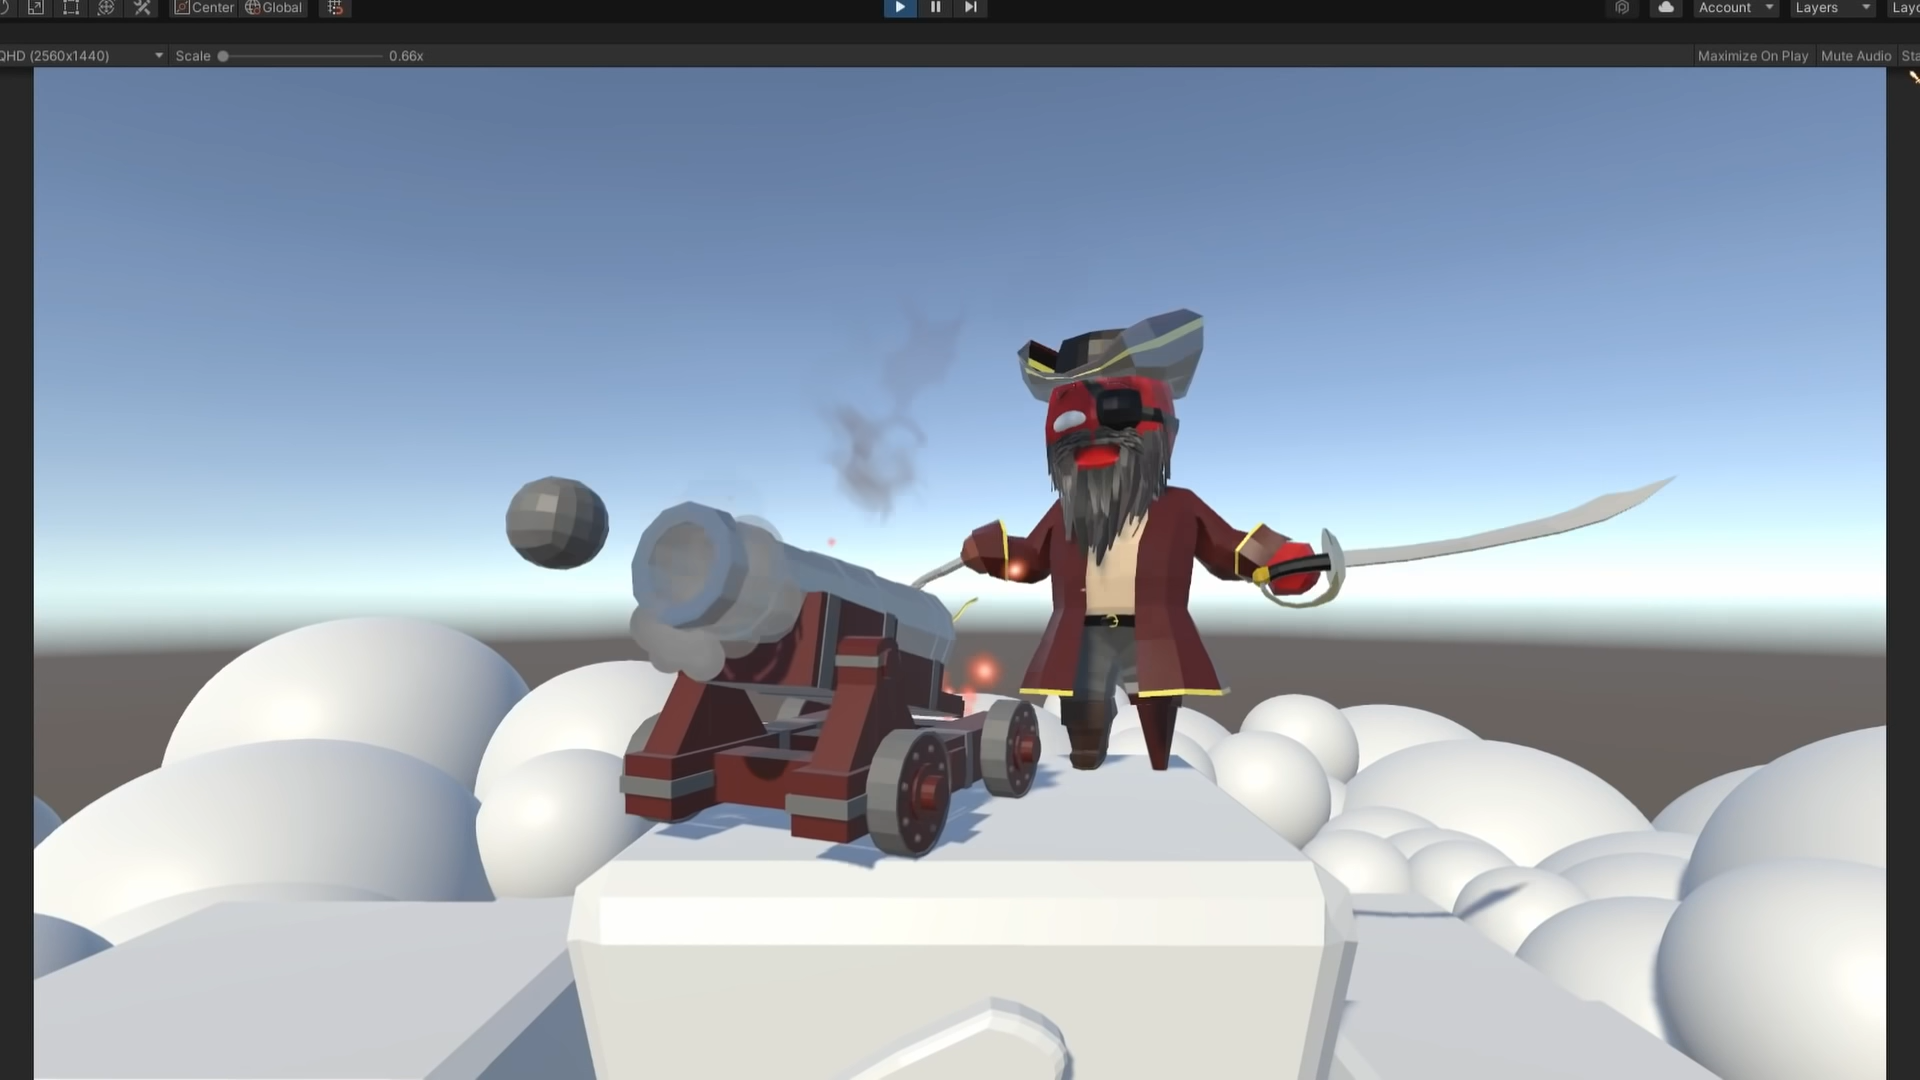 Center Global Account Layers
QHD (2560x1440) Scale 0.66x Maximize On Play Mute Audio